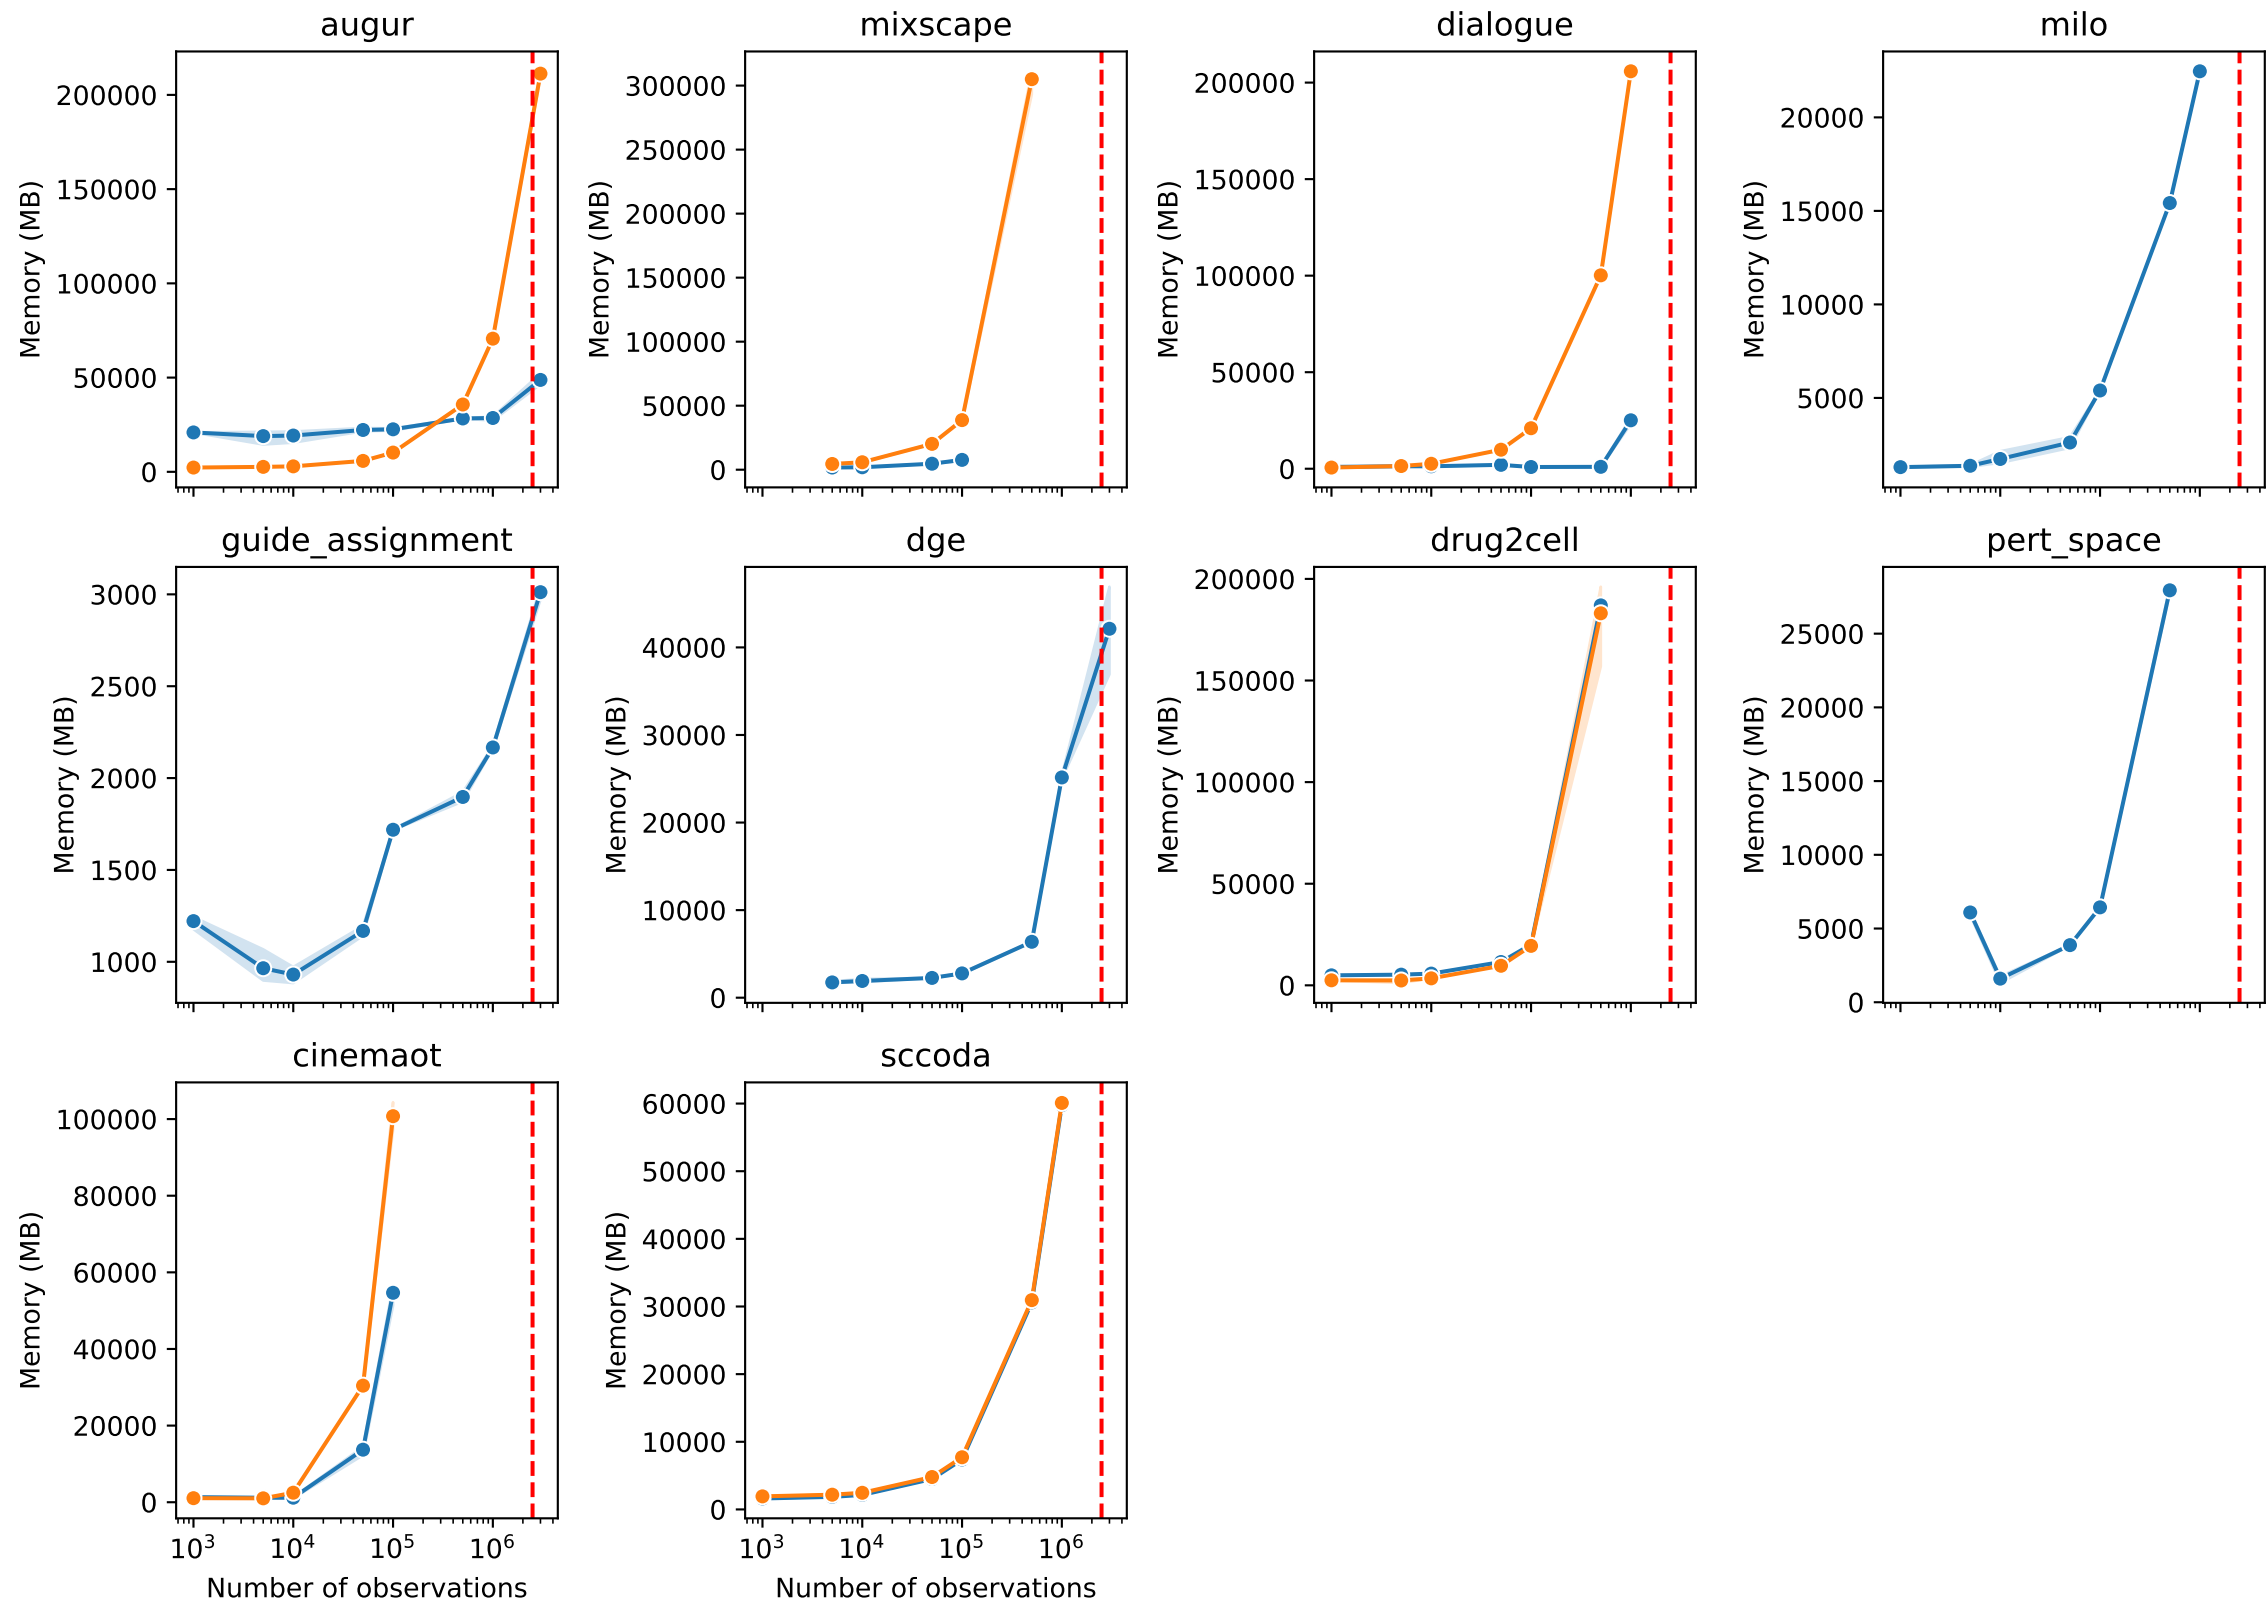 augur
mixscape
dialogue
milo
Memory (MB)
200000
150000
100000
50000
0
Memory (MB)
300000
250000
200000
150000
100000
50000
0
Memory (MB)
200000
150000
100000
50000
0
Memory (MB)
20000
15000
10000
5000
guide_assignment
dge
drug2cell
pert_space
Memory (MB)
3000
2500
2000
1500
1000
Memory (MB)
40000
30000
20000
10000
0
Memory (MB)
200000
150000
100000
50000
0
Memory (MB)
25000
20000
15000
10000
5000
0
cinemaot
sccoda
Memory (MB)
100000
80000
60000
40000
20000
0
10³ 10⁴ 10⁵ 10⁶
Number of observations
Memory (MB)
60000
50000
40000
30000
20000
10000
0
10³ 10⁴ 10⁵ 10⁶
Number of observations